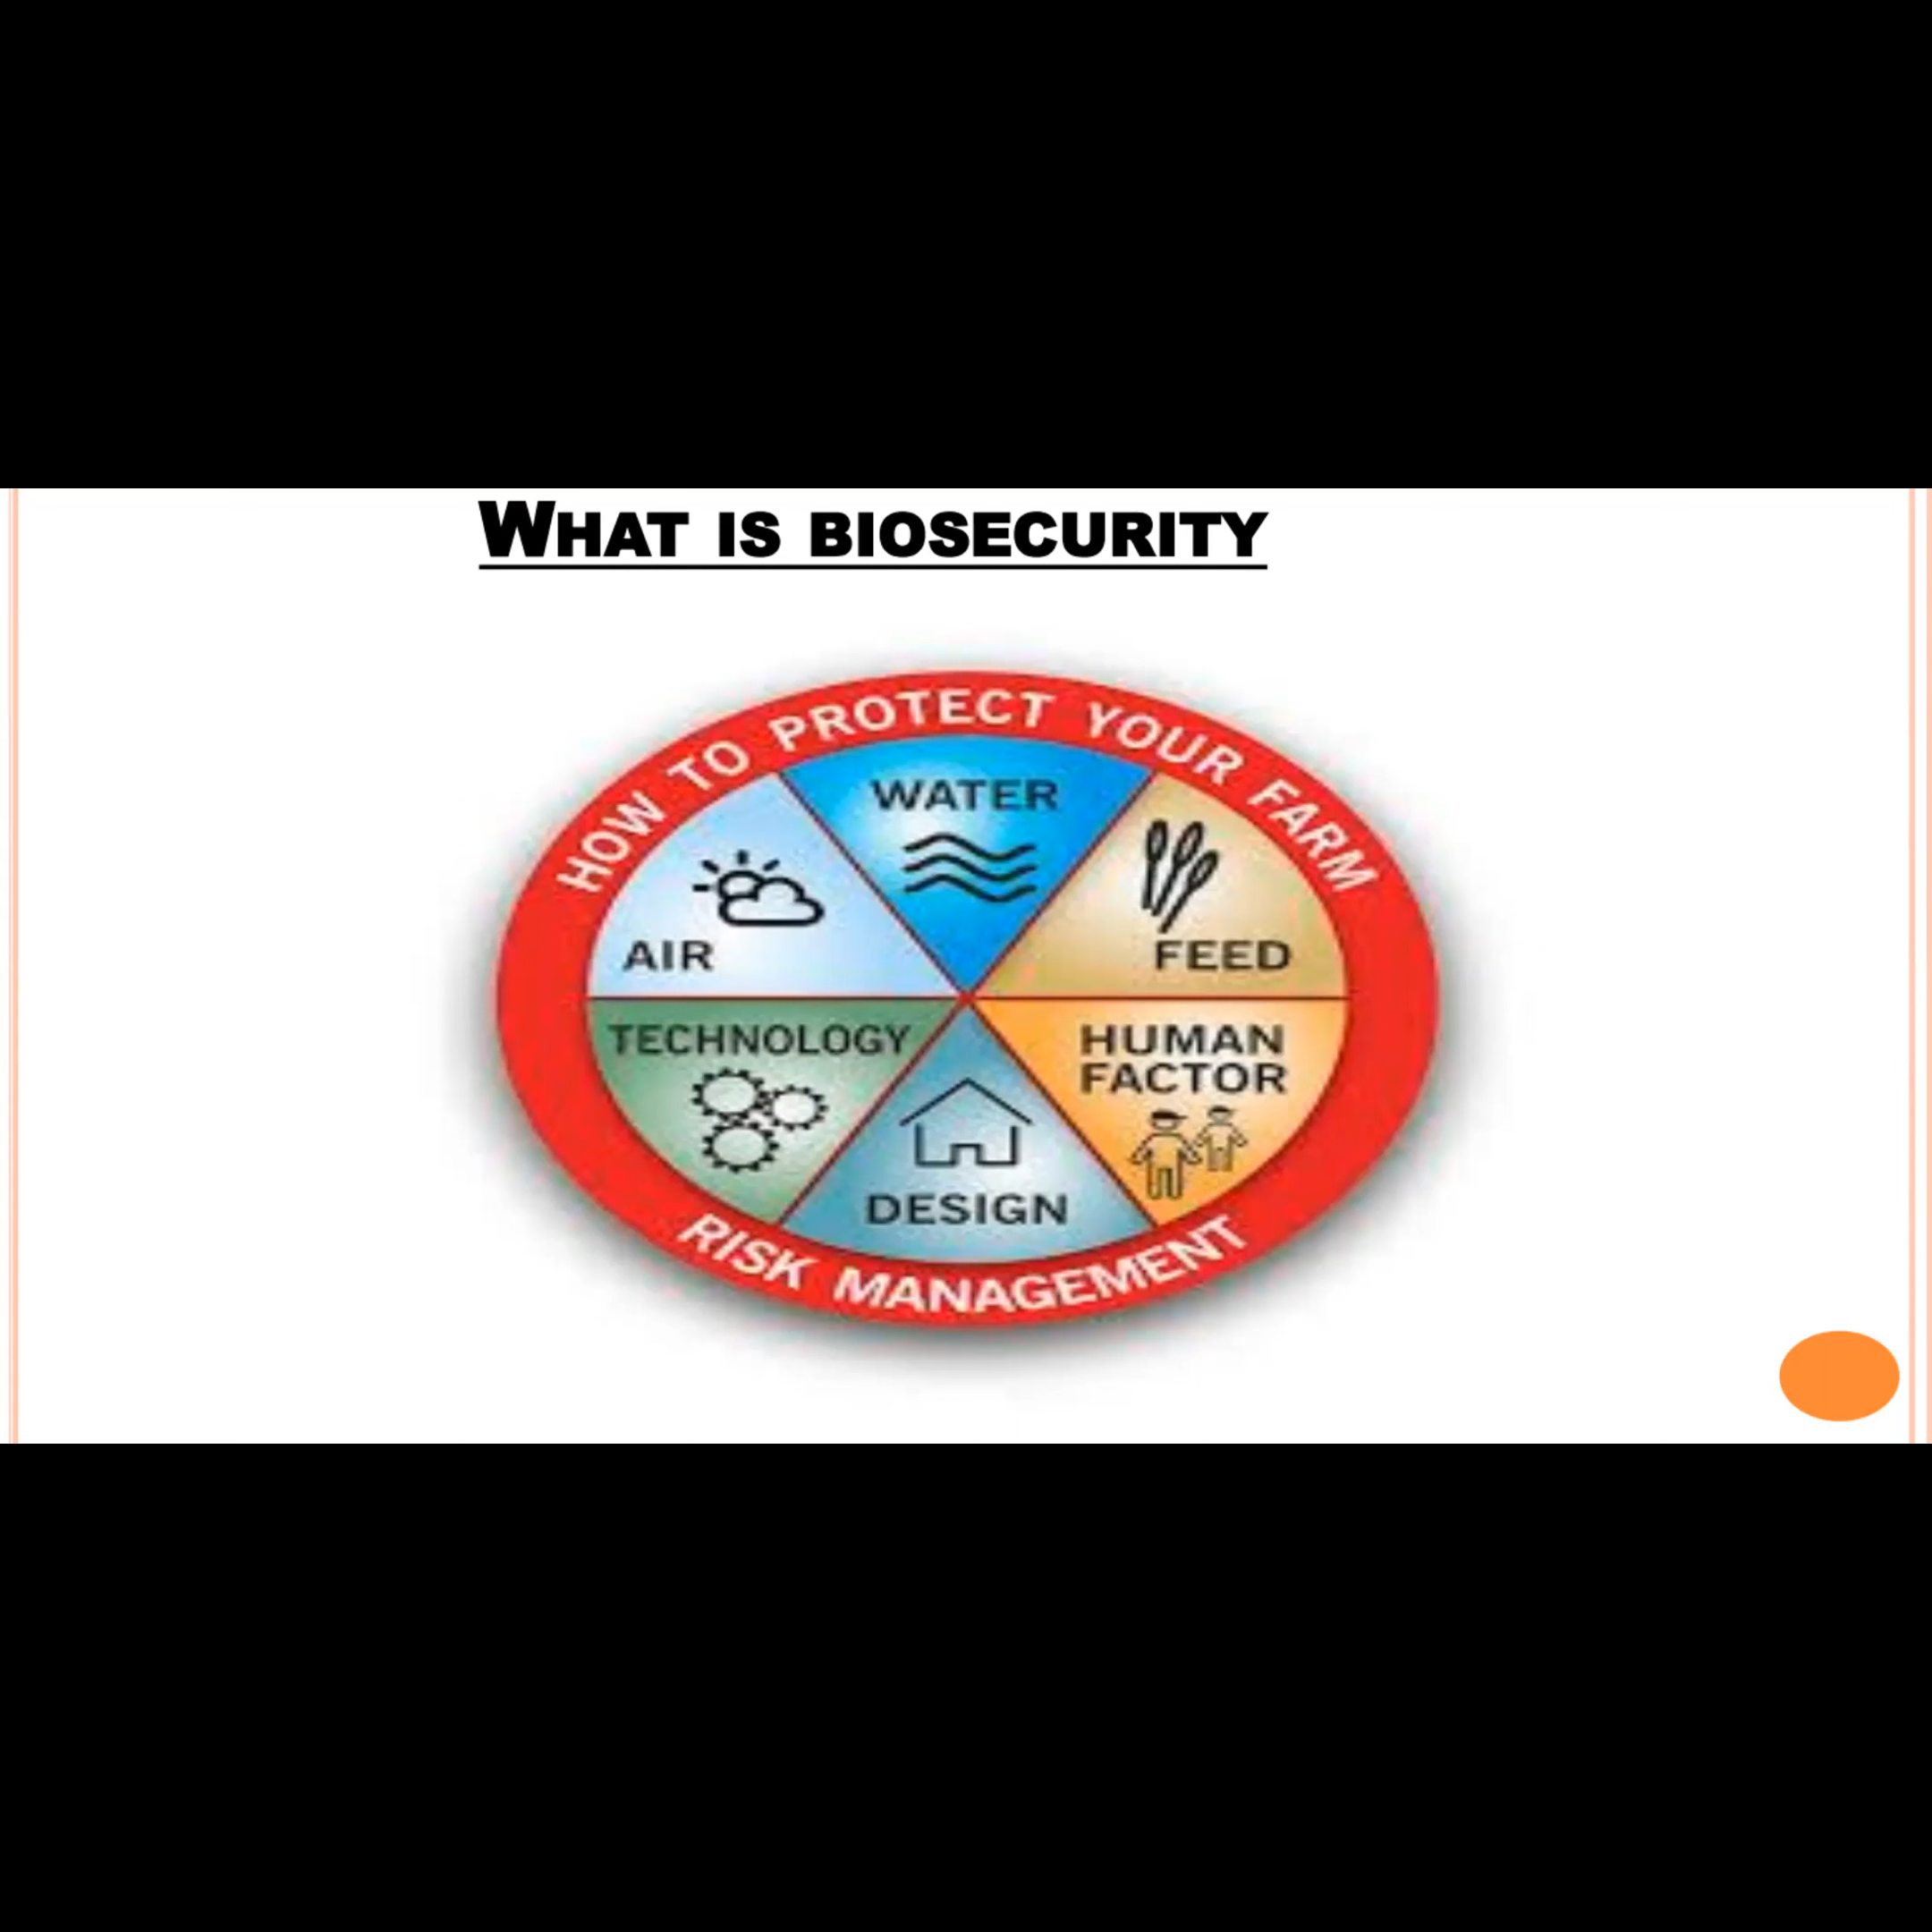 WHAT IS BIOSECURITY
HOW TO PROTECT YOUR FARM
WATER
AIR
FEED
TECHNOLOGY
HUMAN
FACTOR
DESIGN
RISK MANAGEMENT